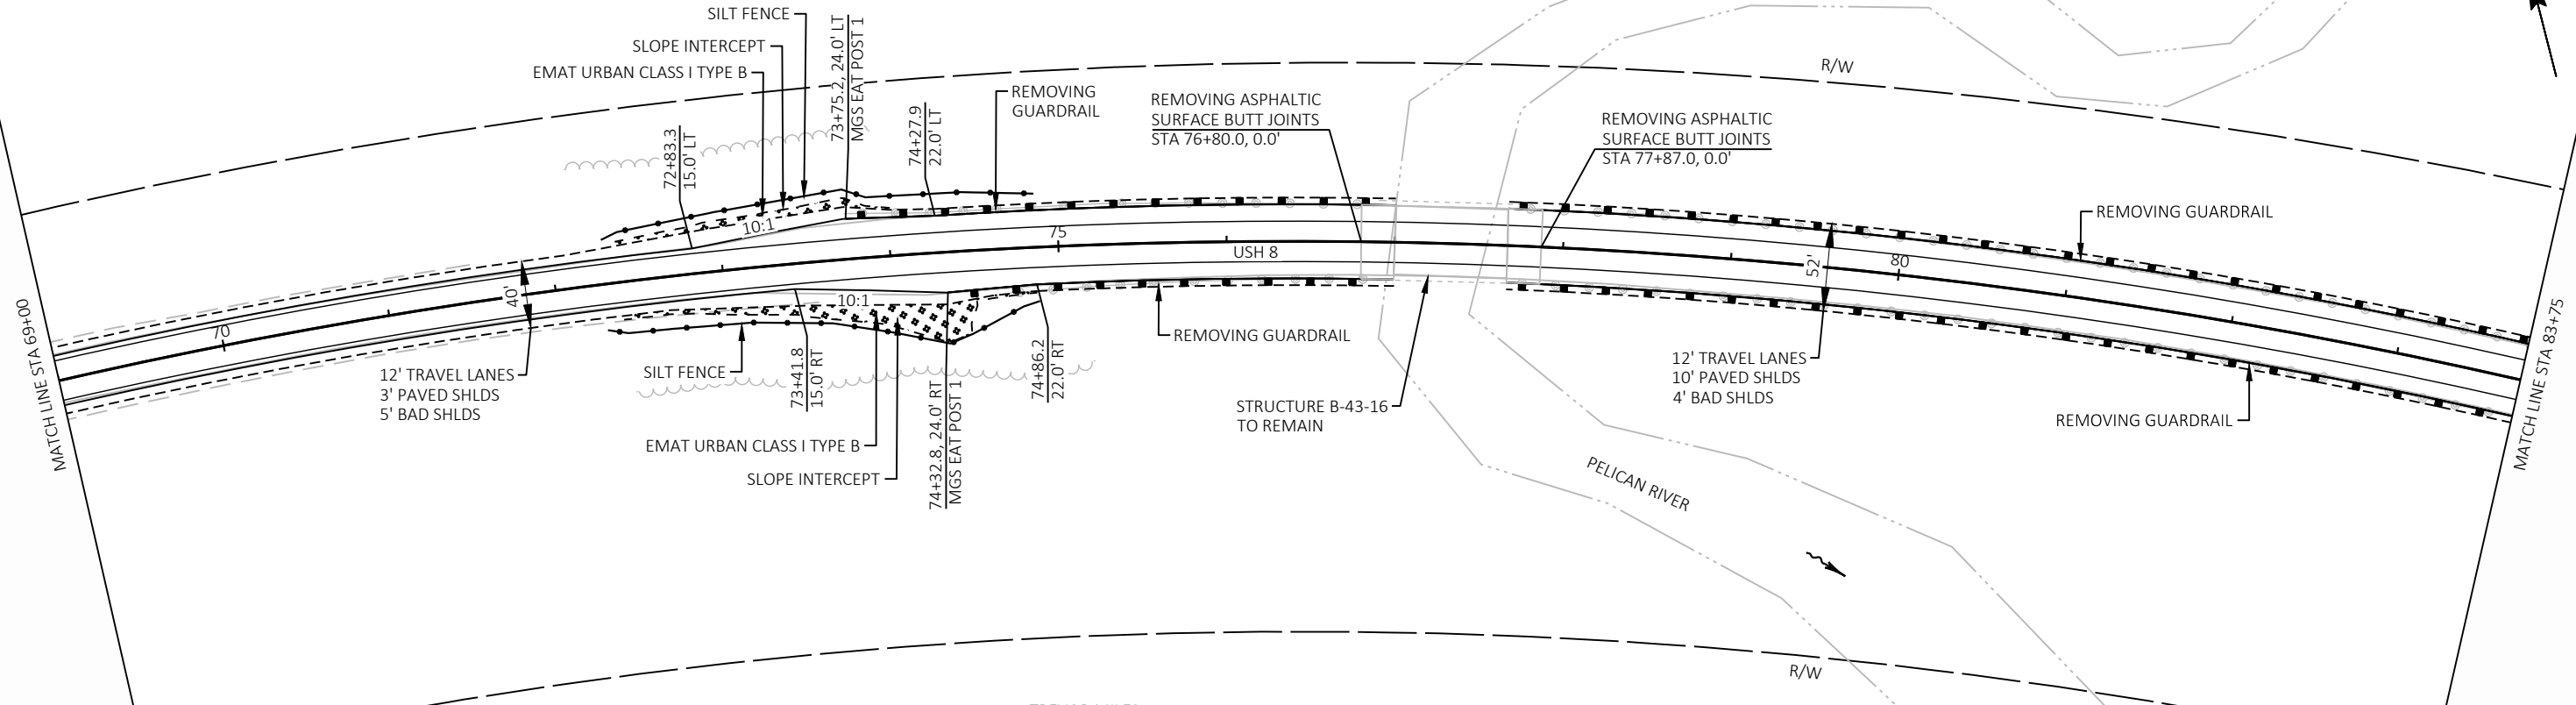 SILT FENCE
SLOPE INTERCEPT
EMAT URBAN CLASS I TYPE B
73+75.2, 24.0' LT
MGS EAT POST 1
72+83.3
15.0' LT
74+27.9
22.0' LT
REMOVING
GUARDRAIL
REMOVING ASPHALTIC
SURFACE BUTT JOINTS
STA 76+80.0, 0.0'
REMOVING ASPHALTIC
SURFACE BUTT JOINTS
STA 77+87.0, 0.0'
R/W
REMOVING GUARDRAIL
10:1
75
USH 8
52'
80
40'
10:1
70
MATCH LINE STA 69+00
MATCH LINE STA 83+75
12' TRAVEL LANES
3' PAVED SHLDS
5' BAD SHLDS
SILT FENCE
73+41.8
15.0' RT
74+32.8, 24.0' RT
MGS EAT POST 1
74+86.2
22.0' RT
REMOVING GUARDRAIL
STRUCTURE B-43-16
TO REMAIN
12' TRAVEL LANES
10' PAVED SHLDS
4' BAD SHLDS
REMOVING GUARDRAIL
EMAT URBAN CLASS I TYPE B
SLOPE INTERCEPT
PELICAN RIVER
R/W